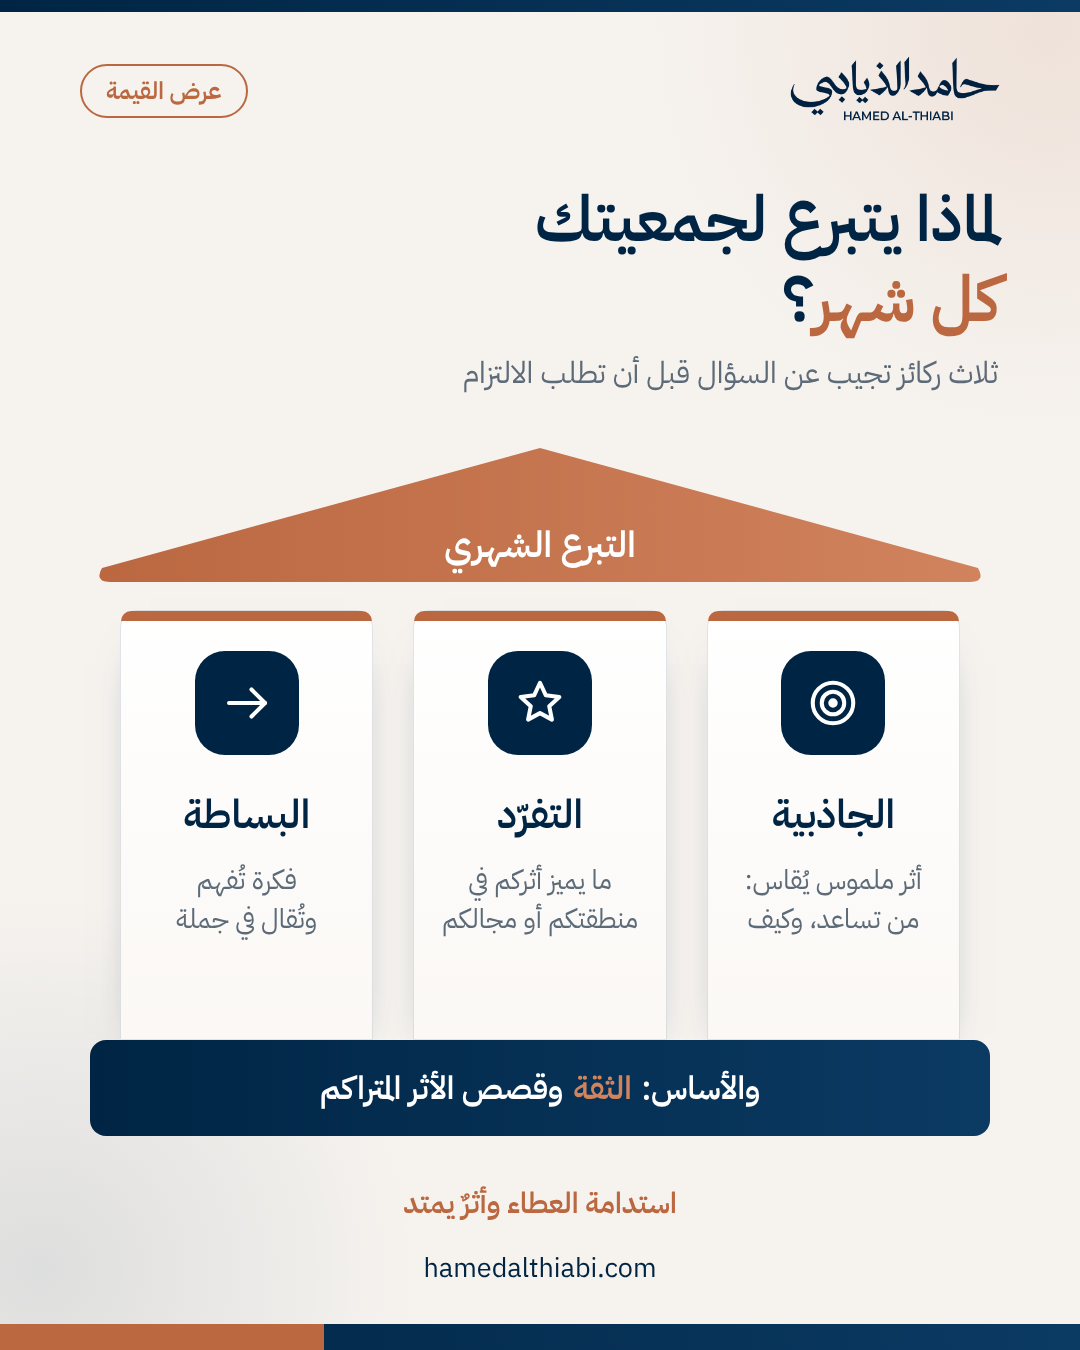 حامد الذيابي
HAMED AL-THIABI
عرض القيمة
لماذا يتبرع لجمعيتك
كل شهر؟
ثلاث ركائز تجيب عن السؤال قبل أن تطلب الالتزام
التبرع الشهري
الجاذبية
أثر ملموس يُقاس:
من تساعد، وكيف
التفرّد
ما يميز أثركم في
منطقتكم أو مجالكم
البساطة
فكرة تُفهم
وتُقال في جملة
والأساس: الثقة وقصص الأثر المتراكم
استدامة العطاء وأثرٌ يمتد
hamedalthiabi.com